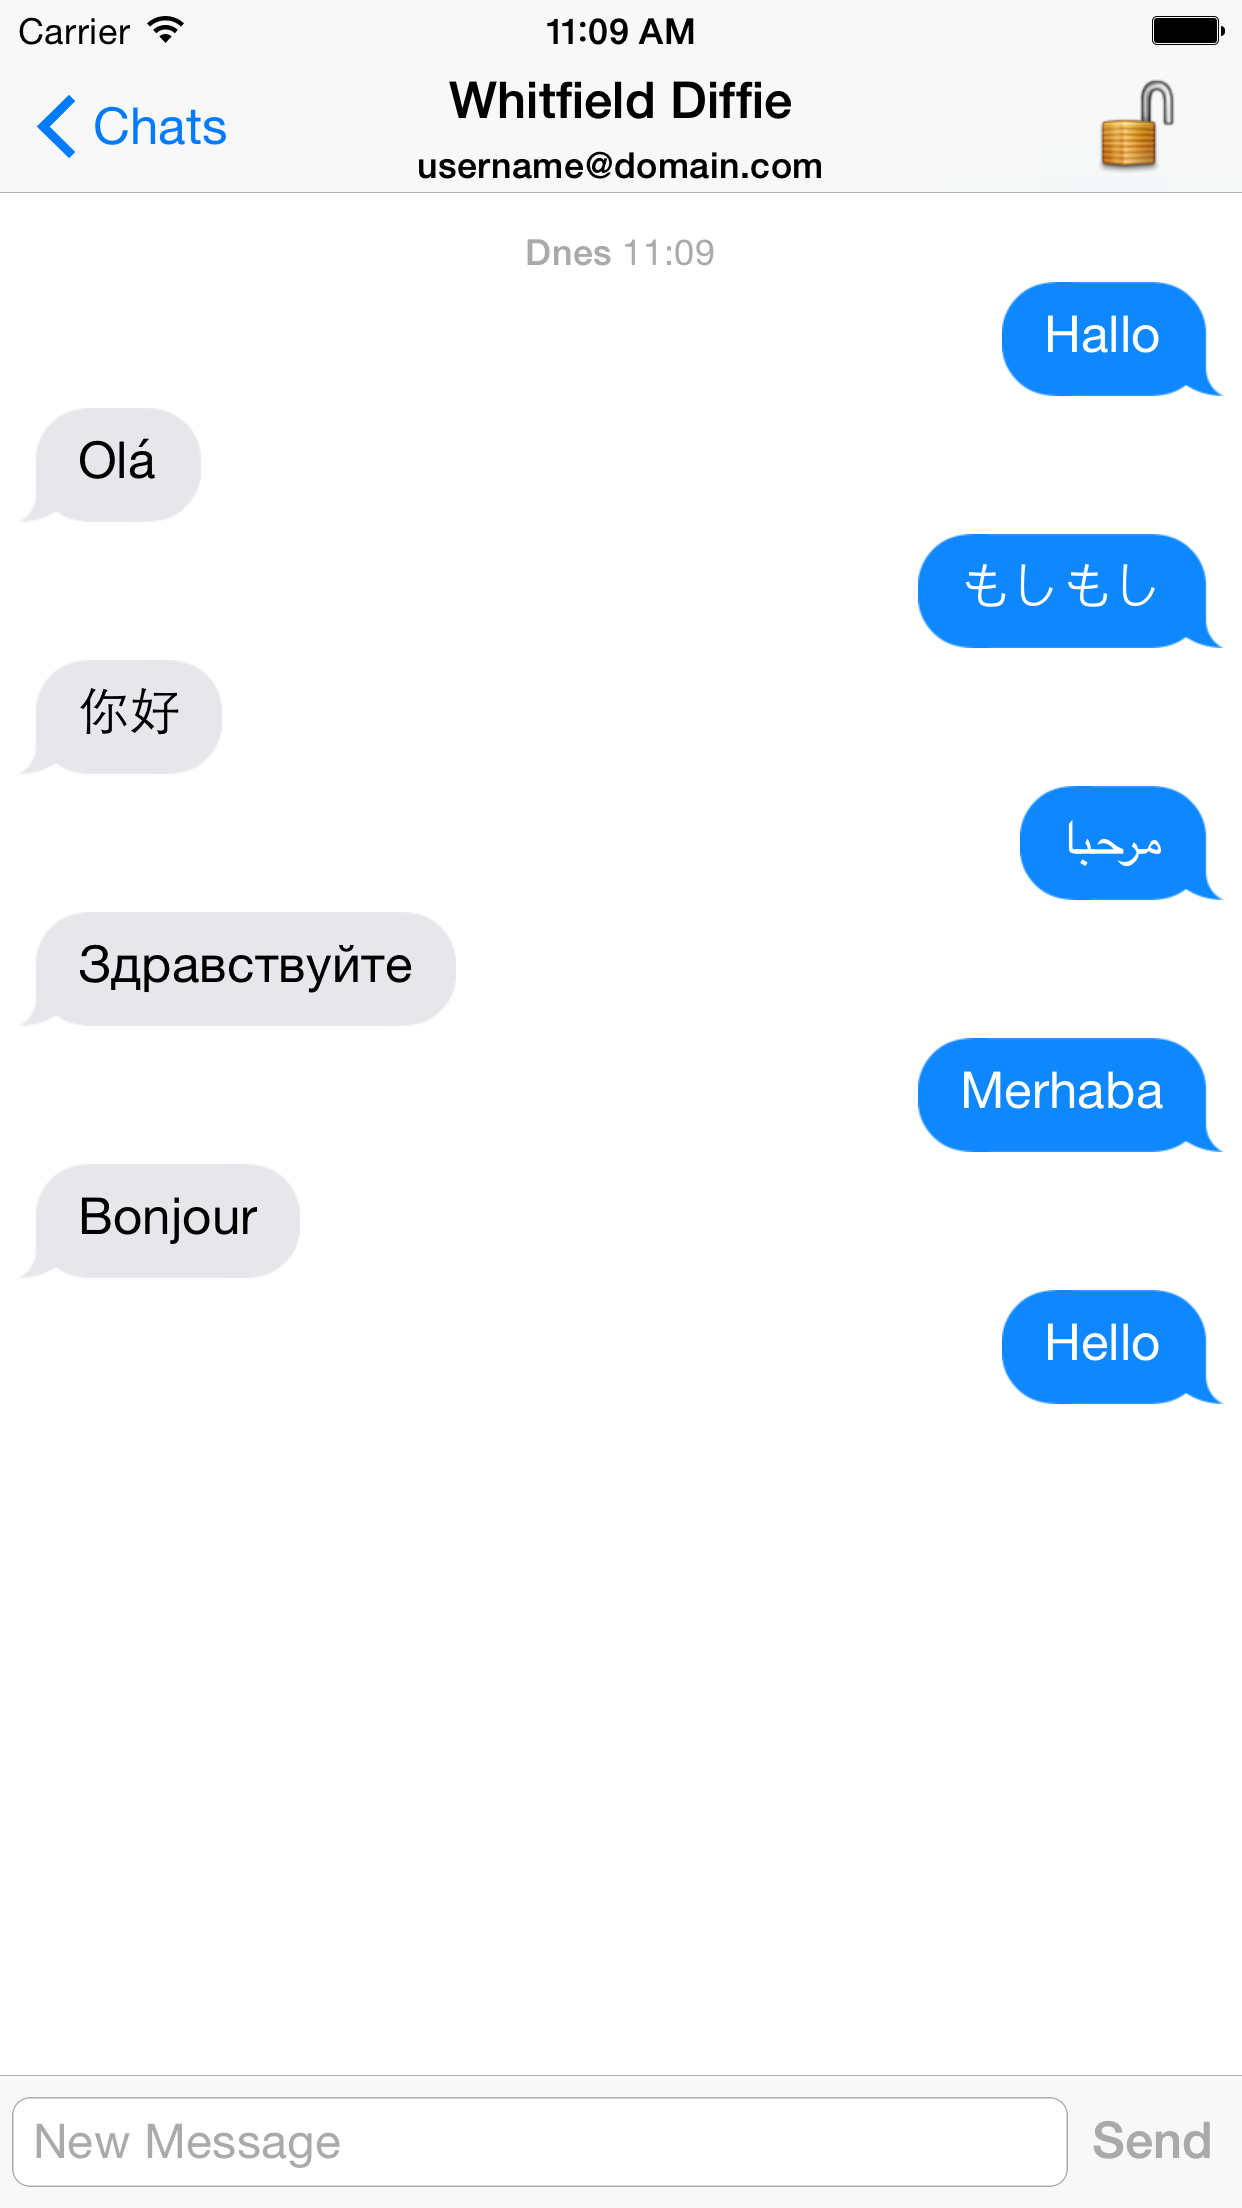 Carrier 11:09 AM
Chats
Whitfield Diffie
username@domain.com
Dnes 11:09
Hallo
Olá
もしもし
你好
مرحبا
Здравствуйте
Merhaba
Bonjour
Hello
New Message
Send